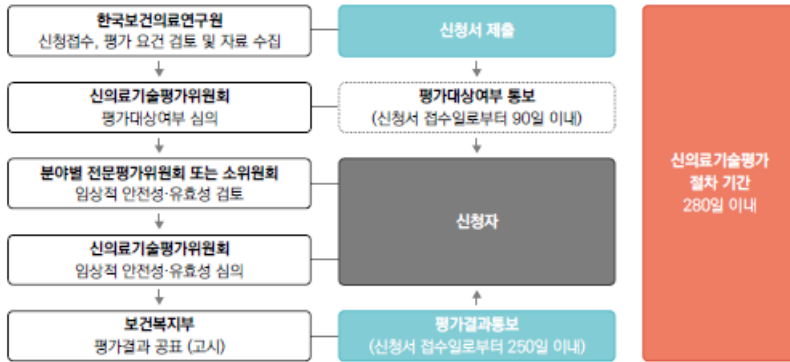 한국보건의료연구원
신청접수, 평가 요건 검토 및 자료 수집
신청서 제출
신의료기술평가위원회
평가대상여부 심의
평가대상여부 통보
(신청서 접수일로부터 90일 이내)
분야별 전문평가위원회 또는 소위원회
임상적 안전성·유효성 검토
신청자
신의료기술평가위원회
임상적 안전성·유효성 심의
보건복지부
평가결과 공표 (고시)
평가결과통보
(신청서 접수일로부터 250일 이내)
신의료기술평가
절차 기간
280일 이내